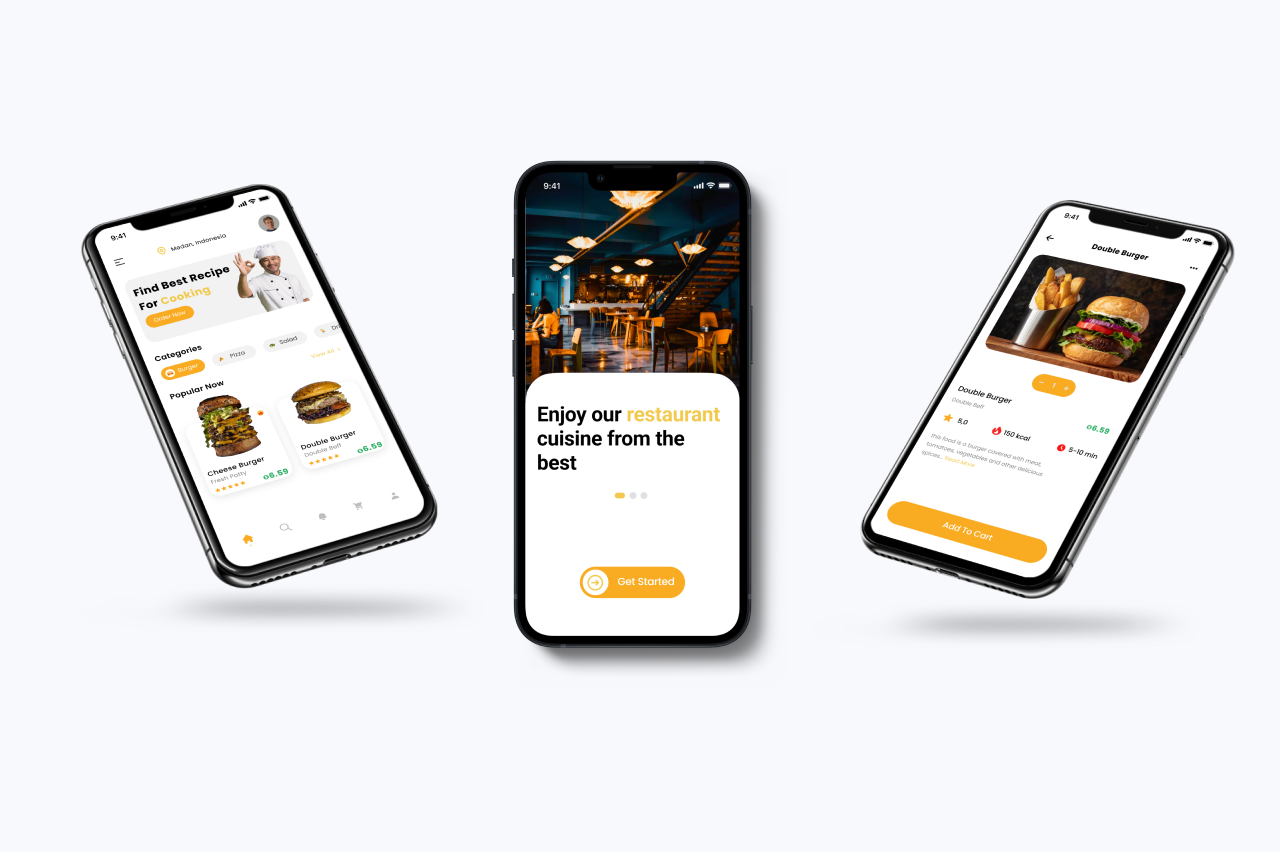 9:41
Medan, Indonesia
Find Best Recipe
For Cooking
Order Now
Categories
Burger
Pizza
Salad
View All
Popular Now
Cheese Burger
Fresh Patty
6.59
Double Burger
Double Beff
6.59
9:41
Enjoy our restaurant
cuisine from the
best
Get Started
9:41
Double Burger
1
Double Burger
Double Beff
6.59
5,0
150 kcal
5-10 min
This food is a burger covered with meat,
tomatoes, vegetables and other delicious
spices... Read More
Add To Cart